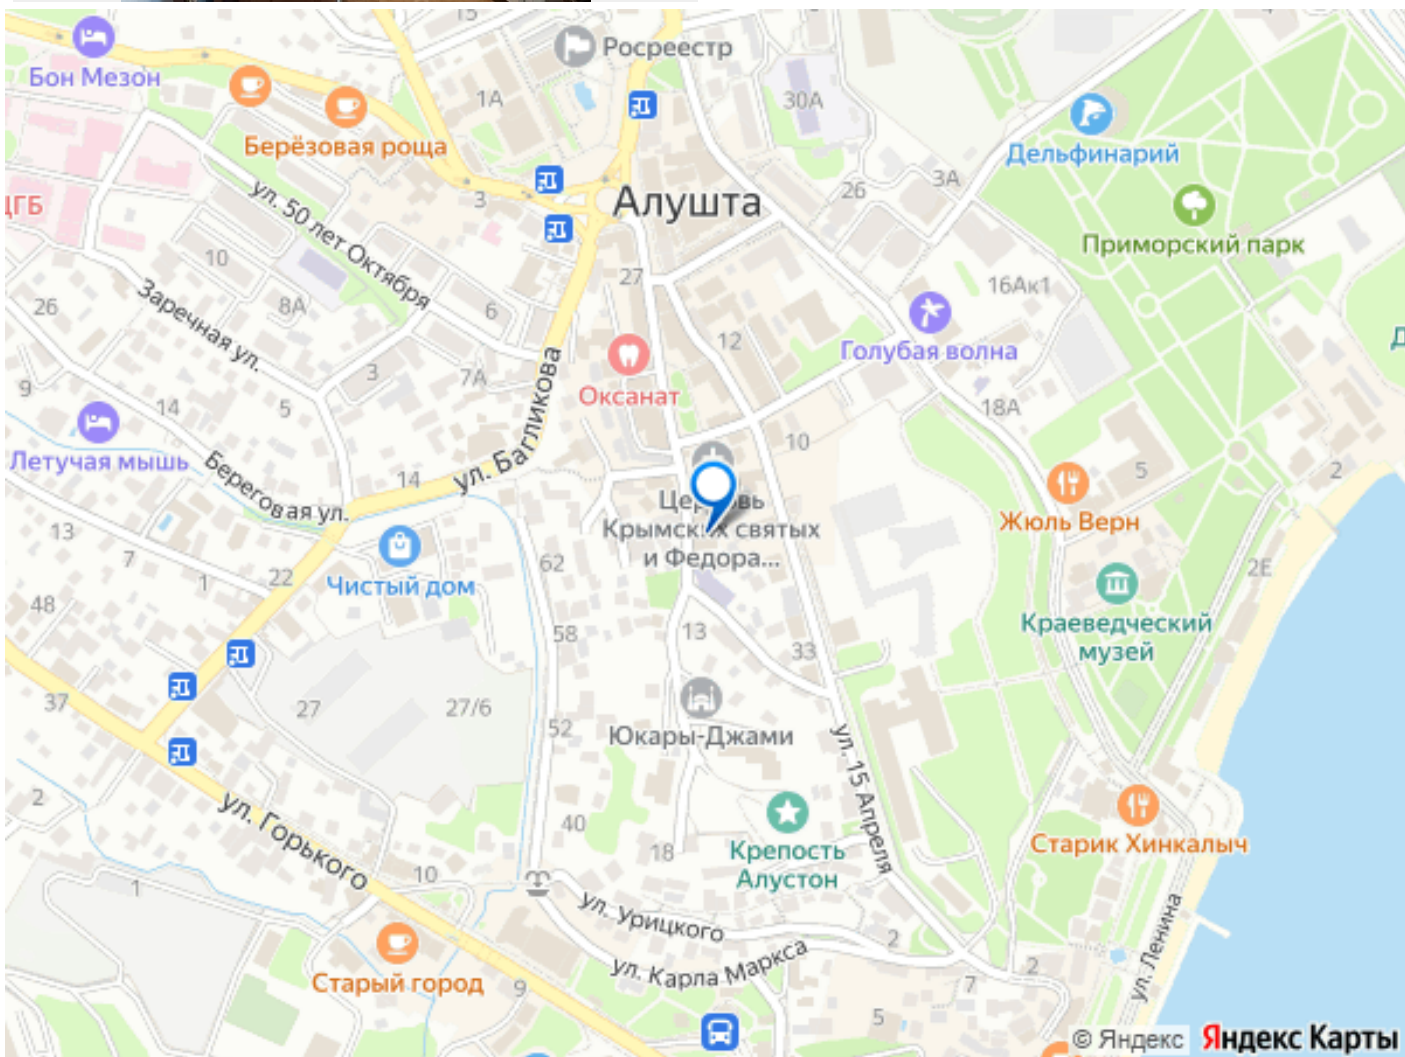 15
4
Росреестр
Бон Мезон
1А
30А
Берёзовая роща
Дельфинарий
3
26
3А
ЦГБ
Алушта
ул. 50 лет Октября
Приморский парк
10
27
16Ак1
Заречная ул.
26
8А
6
12
Голубая волна
9
3
7А
Оксанат
14
5
18А
ул. Багликова
10
Летучая мышь
Береговая ул.
14
5
2
Церковь
Крымских святых
и Федора...
Жюль Верн
13
7
1
22
Чистый дом
62
2Е
48
Краеведческий
музей
58
13
33
37
27
27/6
52
Юкары-Джами
ул. 15 Апреля
2
ул. Горького
40
18
Крепость
Алустон
Старик Хинкалыч
1
10
ул. Урицкого
2
ул. Ленина
Старый город
9
ул. Карла Маркса
7
2
5
© Яндекс Яндекс Карты